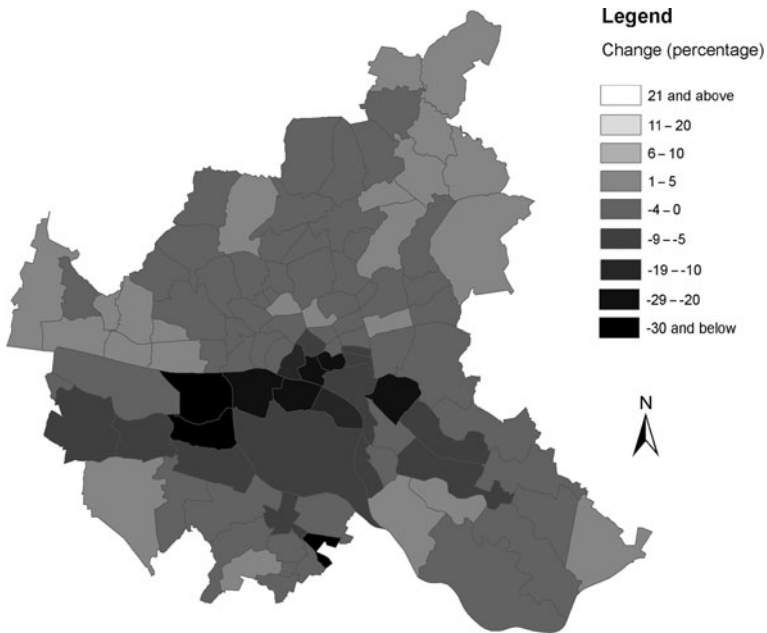 Legend
Change (percentage)
21 and above
11 – 20
6 – 10
1 – 5
-4 – 0
-9 – -5
-19 – -10
-29 – -20
-30 and below
N